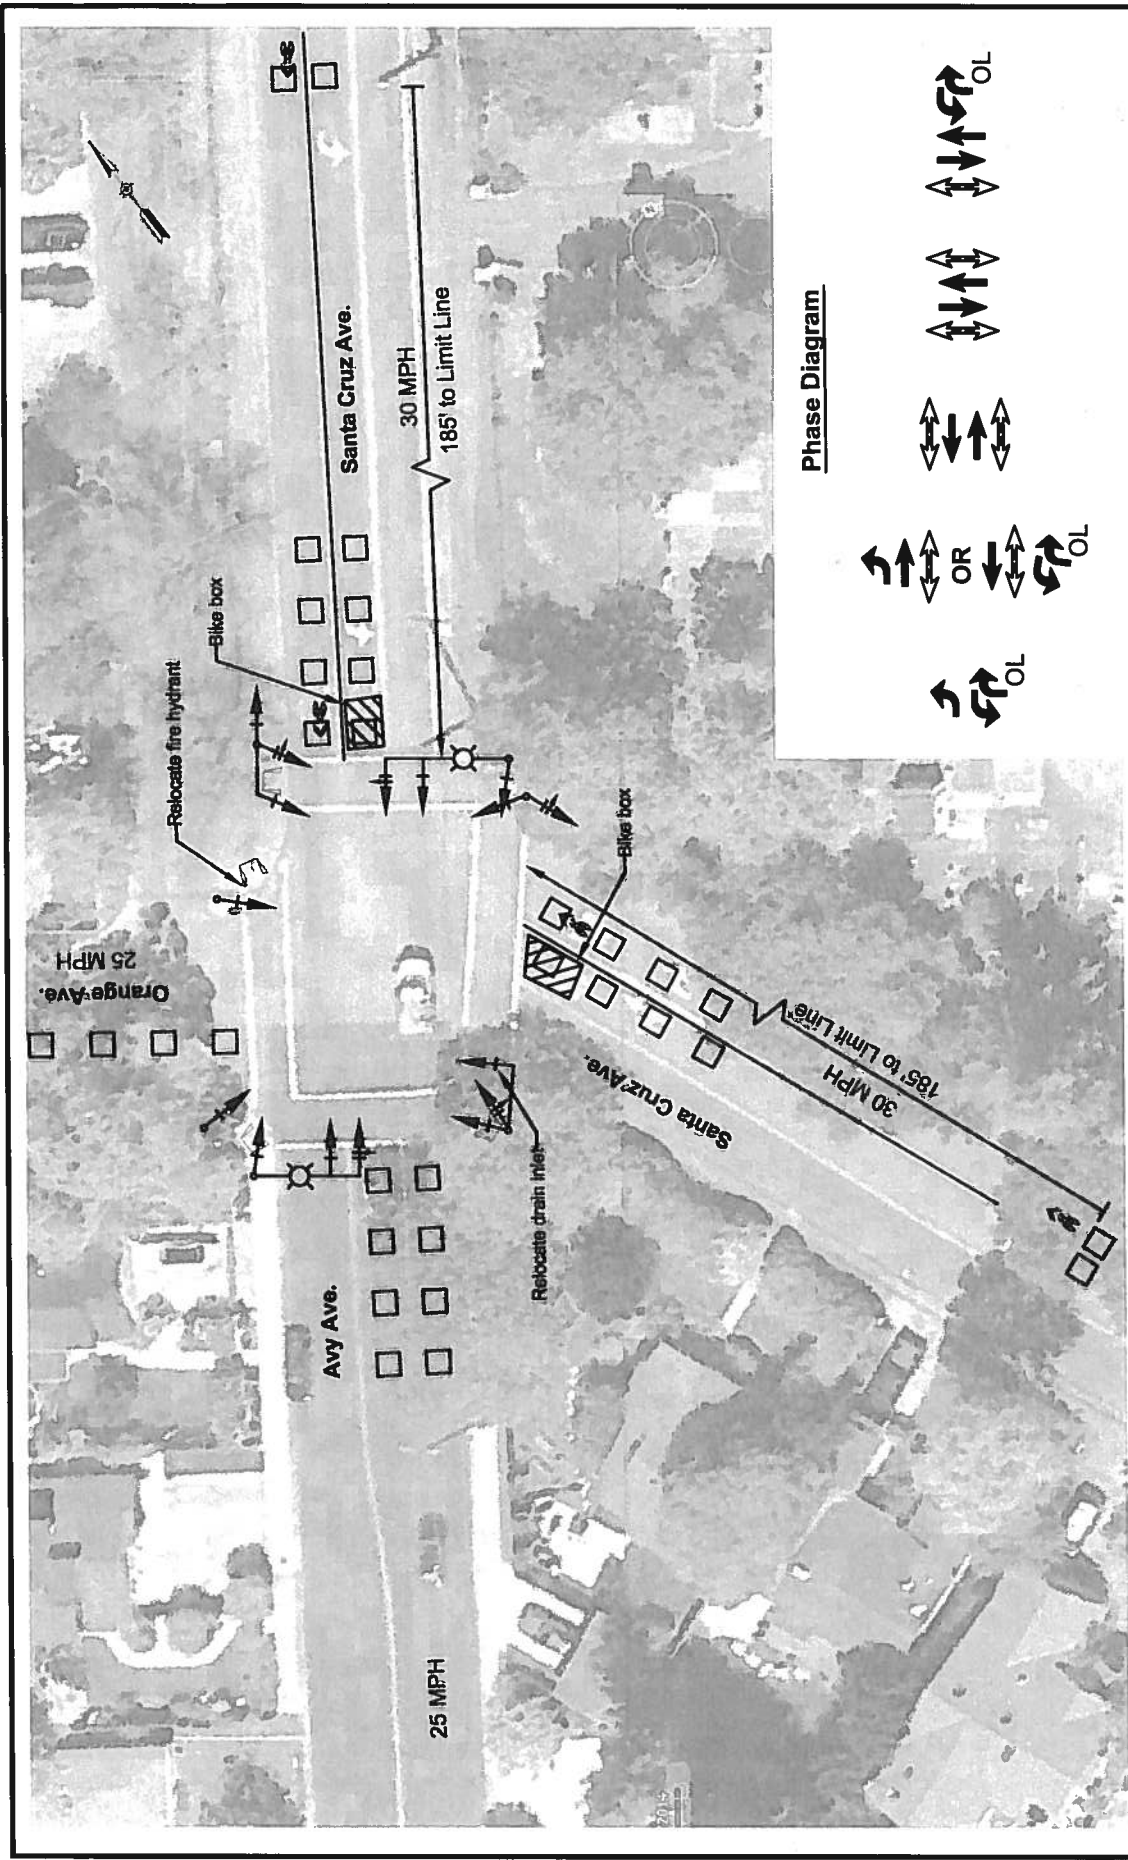 Santa Cruz Ave.
30 MPH
185' to Limit Line
Bike box
Relocate fire hydrant
Orange Ave.
25 MPH
Bike box
Santa Cruz Ave.
30 MPH
185' to Limit Line
Relocate drain inlet
Avy Ave.
25 MPH
2014
Phase Diagram
OL
OR
OL
OL